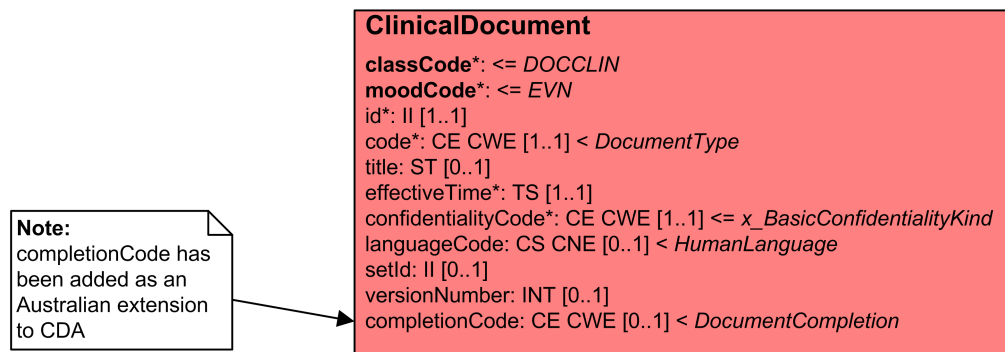 ClinicalDocument
classCode*: <= DOCCLIN
moodCode*: <= EVN
id*: II [1..1]
code*: CE CWE [1..1] < DocumentType
title: ST [0..1]
effectiveTime*: TS [1..1]
confidentialityCode*: CE CWE [1..1] <= x_BasicConfidentialityKind
languageCode: CS CNE [0..1] < HumanLanguage
setId: II [0..1]
versionNumber: INT [0..1]
completionCode: CE CWE [0..1] < DocumentCompletion
Note:
completionCode has
been added as an
Australian extension
to CDA